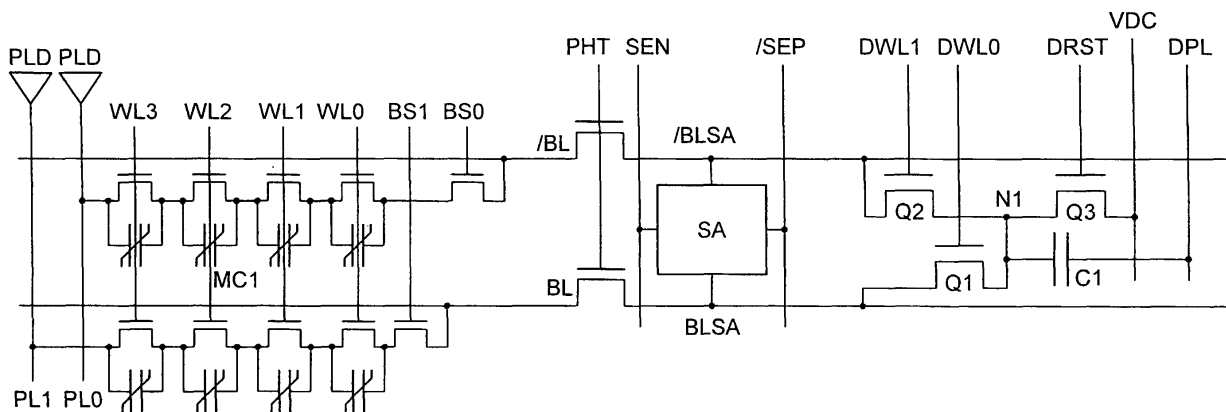 VDC
PHT SEN /SEP DWL1 DWL0 DRST DPL
PLD PLD
WL3 WL2 WL1 WL0 BS1 BS0
/BL /BLSA
N1
Q2 Q3
SA
MC1
BL Q1 C1
BLSA
PL1 PL0